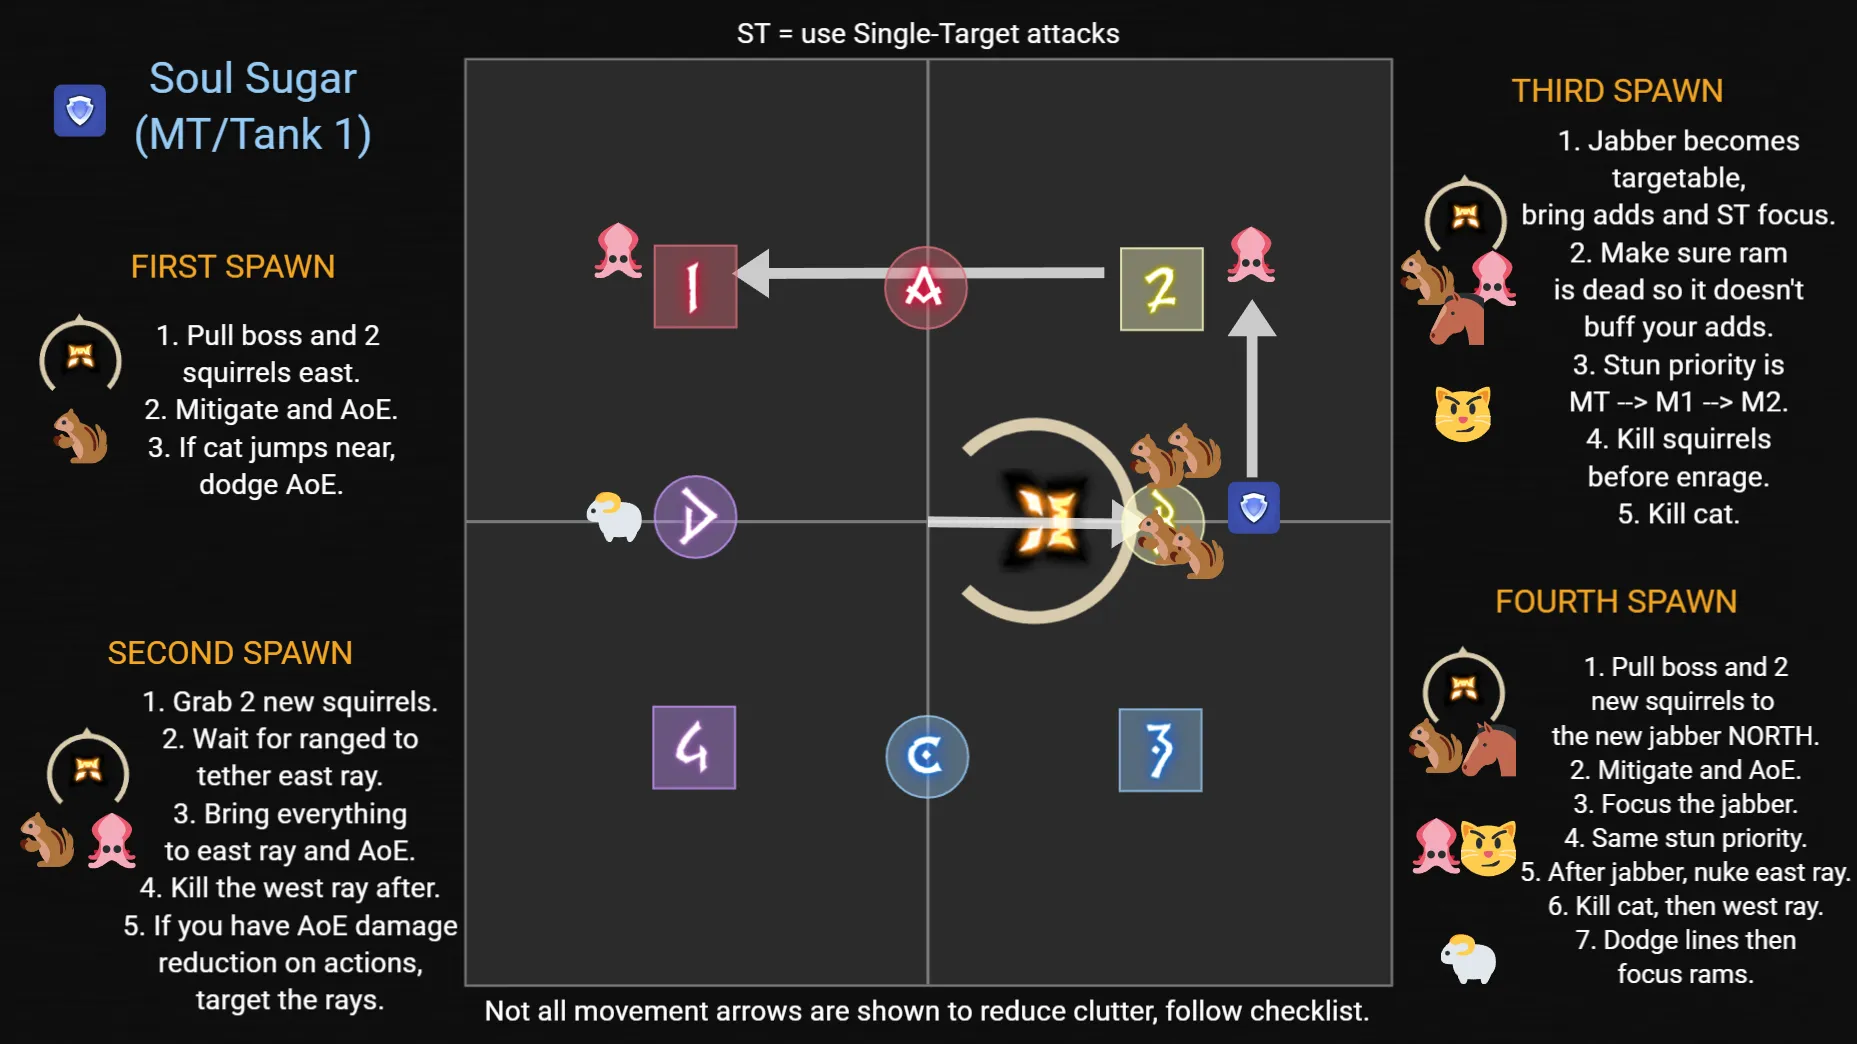 ST = use Single-Target attacks
Soul Sugar
(MT/Tank 1)
FIRST SPAWN
1. Pull boss and 2
squirrels east.
2. Mitigate and AoE.
3. If cat jumps near,
dodge AoE.
SECOND SPAWN
1. Grab 2 new squirrels.
2. Wait for ranged to
tether east ray.
3. Bring everything
to east ray and AoE.
4. Kill the west ray after.
5. If you have AoE damage
reduction on actions,
target the rays.
1
A
2
D
4
C
3
Not all movement arrows are shown to reduce clutter, follow checklist.
THIRD SPAWN
1. Jabber becomes
targetable,
bring adds and ST focus.
2. Make sure ram
is dead so it doesn't
buff your adds.
3. Stun priority is
MT --> M1 --> M2.
4. Kill squirrels
before enrage.
5. Kill cat.
FOURTH SPAWN
1. Pull boss and 2
new squirrels to
the new jabber NORTH.
2. Mitigate and AoE.
3. Focus the jabber.
4. Same stun priority.
5. After jabber, nuke east ray.
6. Kill cat, then west ray.
7. Dodge lines then
focus rams.